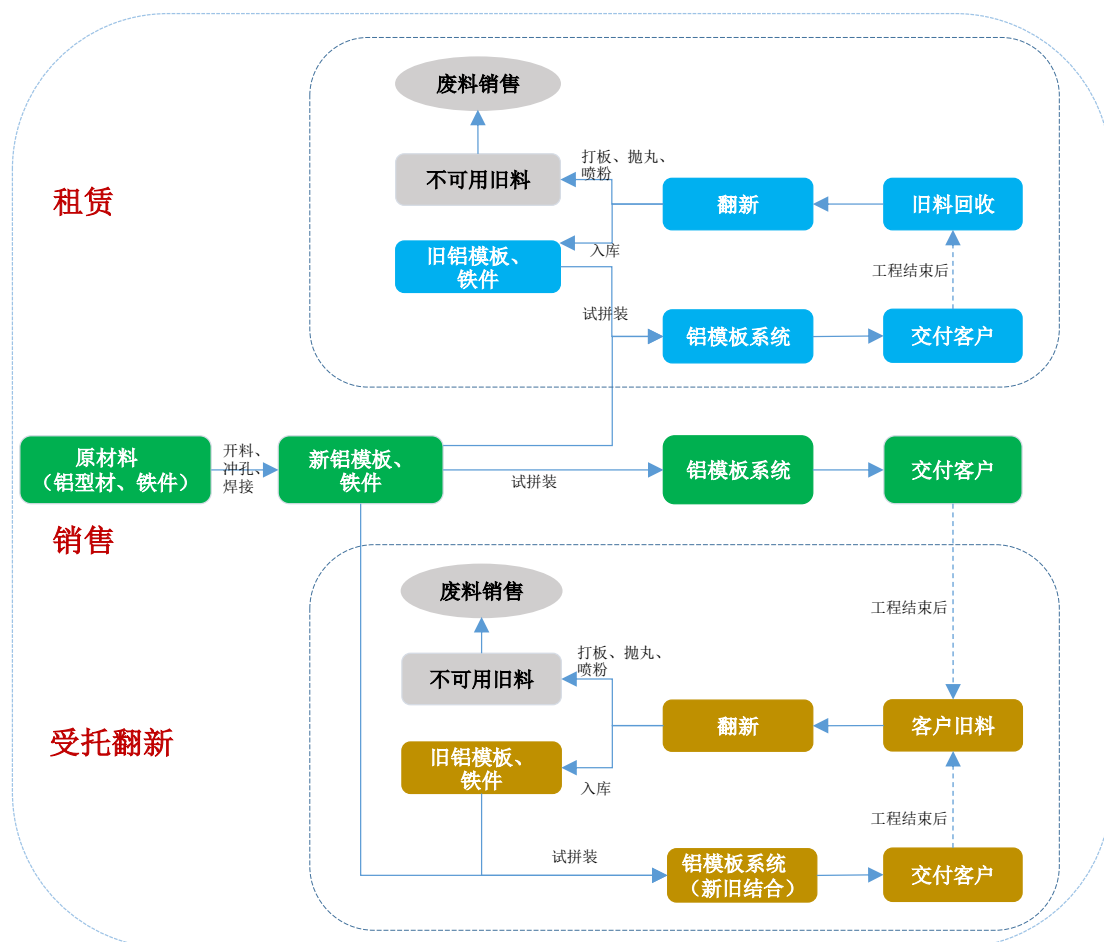 废料销售
不可用旧料
打板、抛丸、
喷粉
翻新
旧料回收
租赁
旧铝模板、
铁件
入库
工程结束后
试拼装
铝模板系统
交付客户
原材料
（铝型材、铁件）
开料、
冲孔、
焊接
新铝模板、
铁件
试拼装
铝模板系统
交付客户
销售
废料销售
工程结束后
不可用旧料
打板、抛丸、
喷粉
翻新
客户旧料
受托翻新
旧铝模板、
铁件
入库
工程结束后
试拼装
铝模板系统
（新旧结合）
交付客户